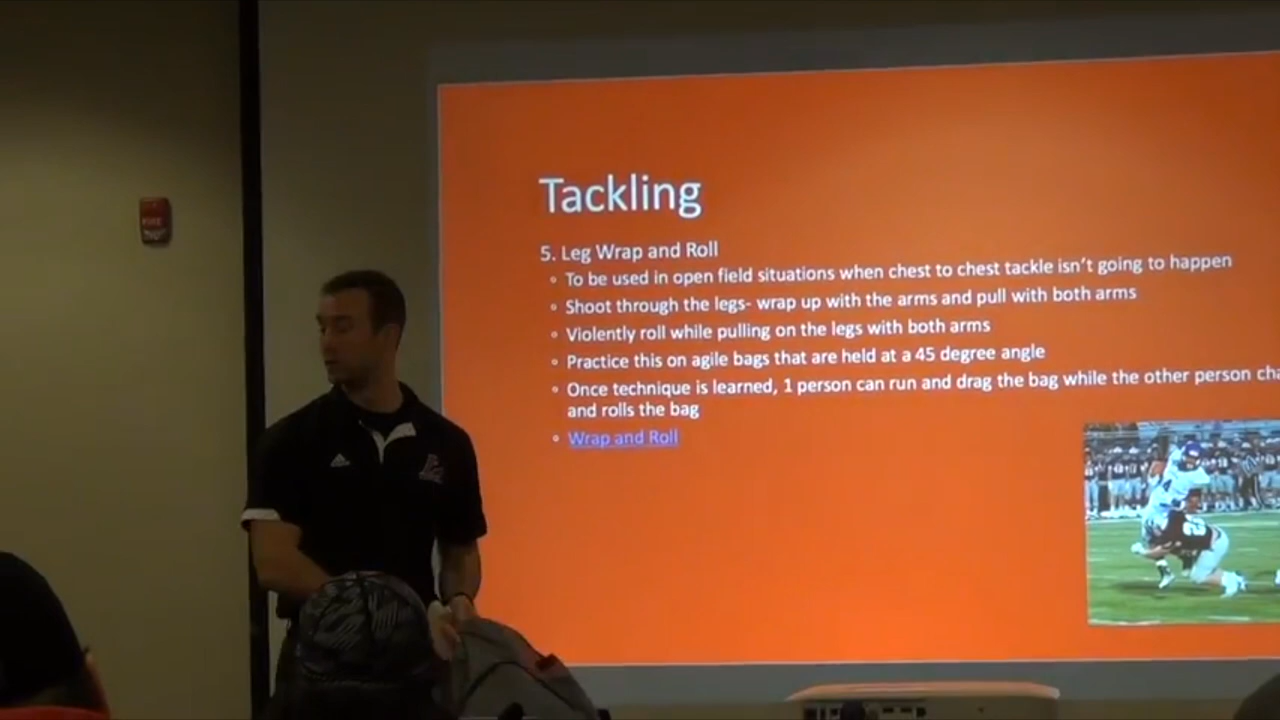 Tackling
5. Leg Wrap and Roll
To be used in open field situations when chest to chest tackle isn't going to happen
Shoot through the legs- wrap up with the arms and pull with both arms
Violently roll while pulling on the legs with both arms
Practice this on agile bags that are held at a 45 degree angle
Once technique is learned, 1 person can run and drag the bag while the other person
and rolls the bag
Wrap and Roll